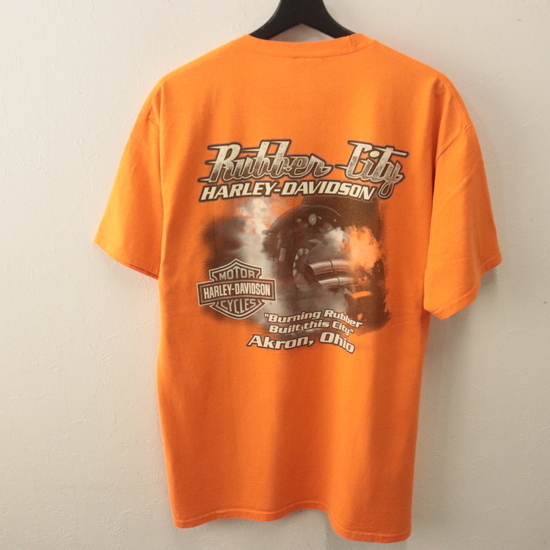 Rubber City
HARLEY-DAVIDSON
MOTOR
HARLEY-DAVIDSON
CYCLES
"Burning Rubber
Built this City"
Akron, Ohio